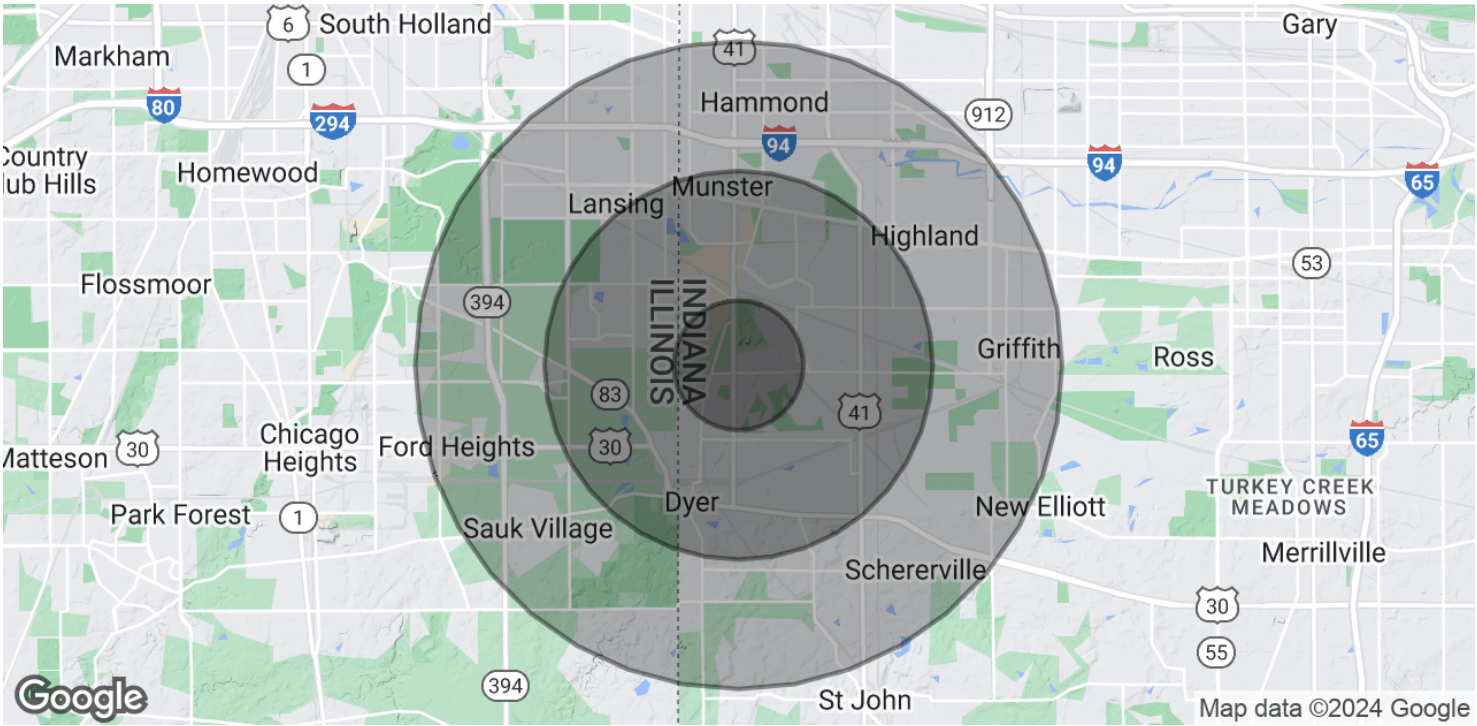 6
South Holland
41
Gary
Markham
1
80
294
Hammond
912
94
94
65
Country
lub Hills
Homewood
Munster
Lansing
Highland
53
Flossmoor
394
ILLINOIS
INDIANA
Griffith
Ross
83
41
30
Chicago
Heights
Ford Heights
30
65
Matteson
Park Forest
1
Dyer
Sauk Village
New Elliott
TURKEY CREEK
MEADOWS
Merrillville
Schererville
30
55
394
St John
Google
Map data ©2024 Google